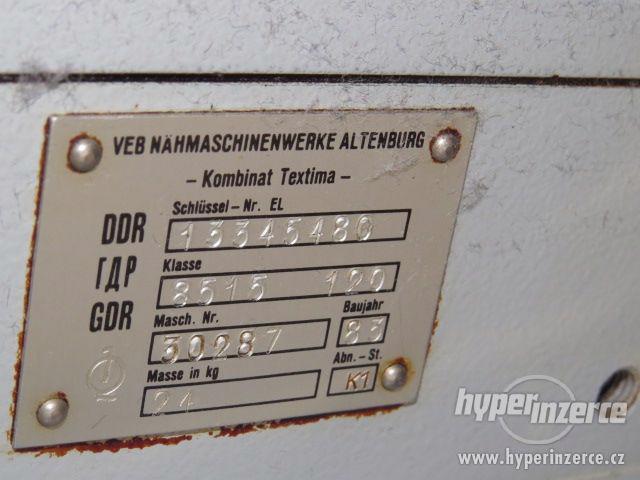 VEB NÄHMASCHINENWERKE ALTENBURG
– Kombinat Textima –
Schlüssel – Nr. EL
DDR 13345480
Klasse
ГДР 8515 120
GDR Masch. Nr. Baujahr
30287 83
Masse in kg Abn. – St.
24 K1
hyperinzerce
www.hyperinzerce.cz